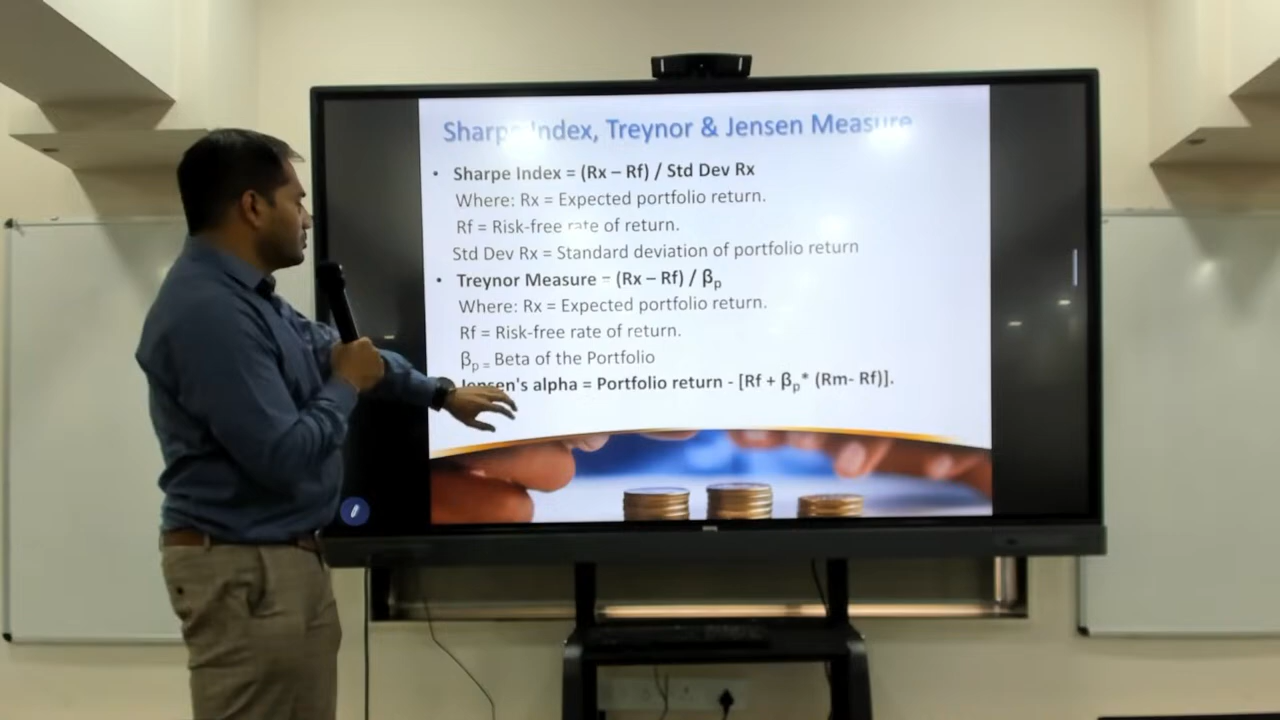 Sharpe Index, Treynor & Jensen Measure
• Sharpe Index = (Rx – Rf) / Std Dev Rx
Where: Rx = Expected portfolio return.
Rf = Risk-free rate of return.
Std Dev Rx = Standard deviation of portfolio return
• Treynor Measure = (Rx – Rf) / βp
Where: Rx = Expected portfolio return.
Rf = Risk-free rate of return.
βp = Beta of the Portfolio
Jensen's alpha = Portfolio return - [Rf + βp* (Rm- Rf)].